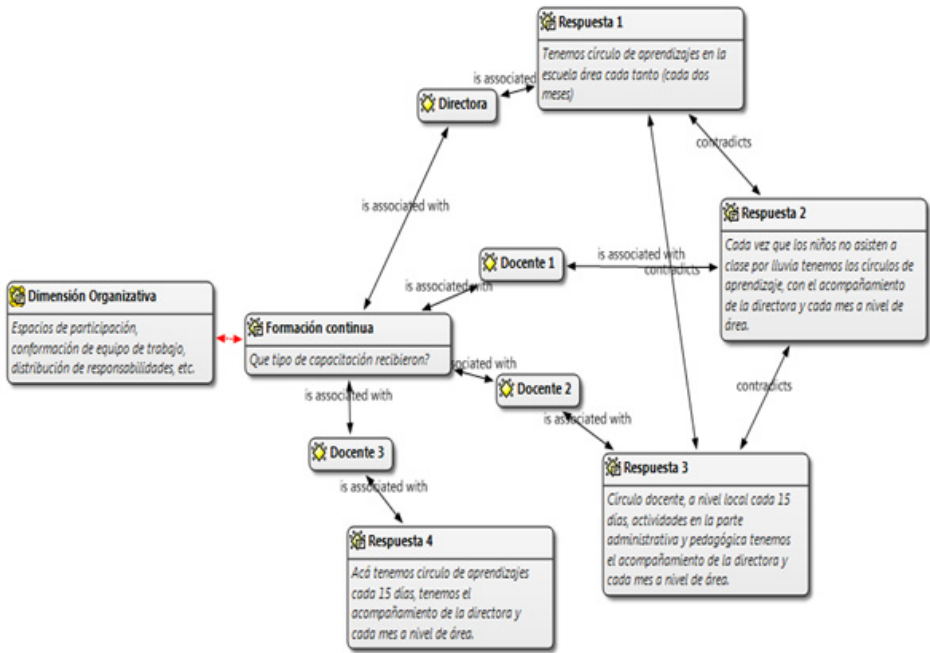 Respuesta 1
Tenemos círculo de aprendizajes en la
escuela área cada tanto (cada dos
meses)
is associated
Directora
contradicts
is associated with
Respuesta 2
Cada vez que los niños no asisten a
clase por lluvia tenemos los círculos de
aprendizaje, con el acompañamiento
de la directora y cada mes a nivel de
área.
Docente 1
is associated with
contradicts
is associated with
Dimensión Organizativa
Espacios de participación,
conformación de equipo de trabajo,
distribución de responsabilidades, etc.
Formación continua
Que tipo de capacitación recibieron?
sociated with
Docente 2
is associated with
contradicts
is associated with
Docente 3
is associated with
Respuesta 3
Círculo docente, a nivel local cada 15
días, actividades en la parte
administrativa y pedagógica tenemos
el acompañamiento de la directora y
cada mes a nivel de área.
Respuesta 4
Acá tenemos círculo de aprendizajes
cada 15 días, tenemos el
acompañamiento de la directora y
cada mes a nivel de área.